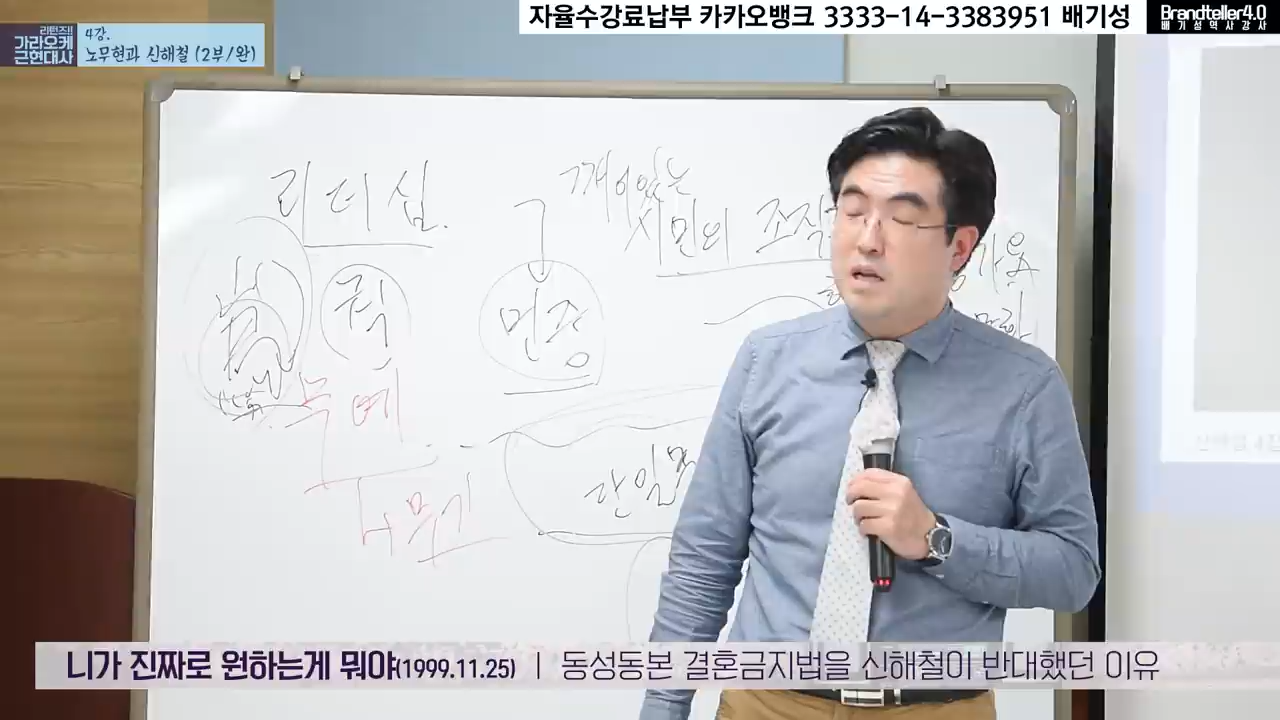 리턴즈!!
가라오케
근현대사
4강.
노무현과 신해철 (2부/완)
자율수강료납부 카카오뱅크 3333-14-3383951 배기성
Brandteller4.0
배기성역사강사
리더십.
깨어있는
시민의 조직
권력
민중
단일
무기
니가 진짜로 원하는게 뭐야(1999.11.25) | 동성동본 결혼금지법을 신해철이 반대했던 이유